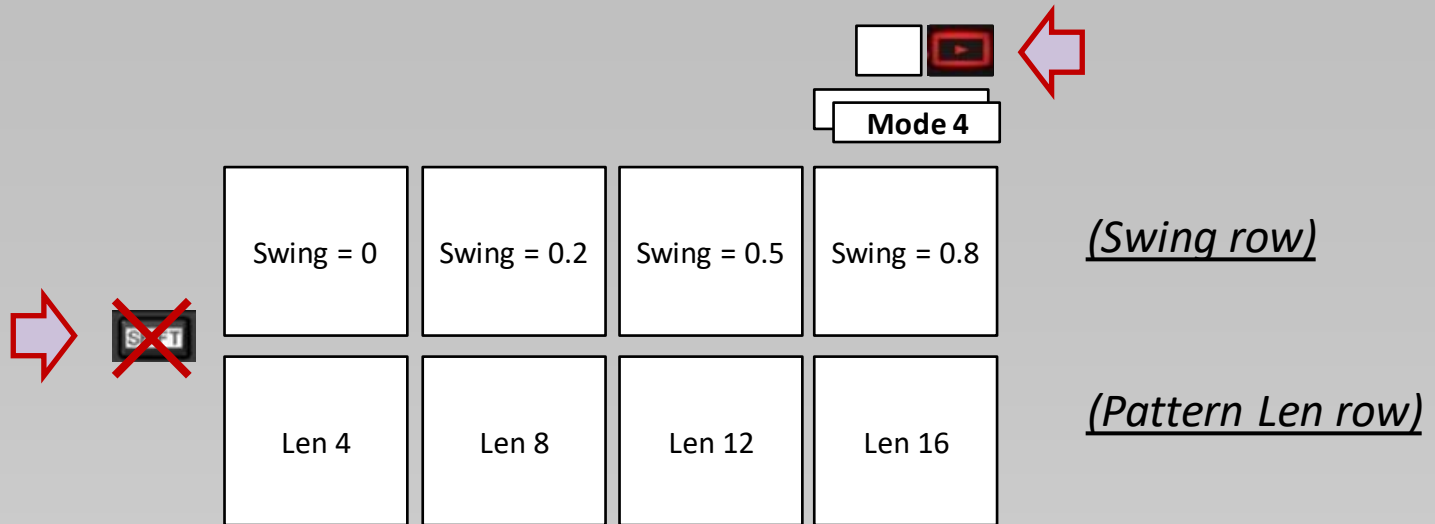 Mode 4
Swing = 0 Swing = 0.2 Swing = 0.5 Swing = 0.8 (Swing row)
Len 4 Len 8 Len 12 Len 16 (Pattern Len row)